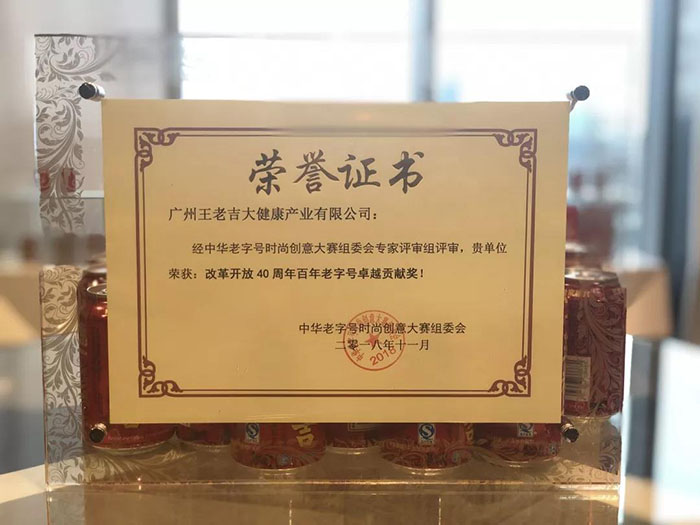 荣誉证书
广州王老吉大健康产业有限公司：
经中华老字号时尚创意大赛组委会专家评审组评审，贵单位
荣获：改革开放 40 周年百年老字号卓越贡献奖！
中华老字号时尚创意大赛组委会
二零一八年十一月
2018
吉